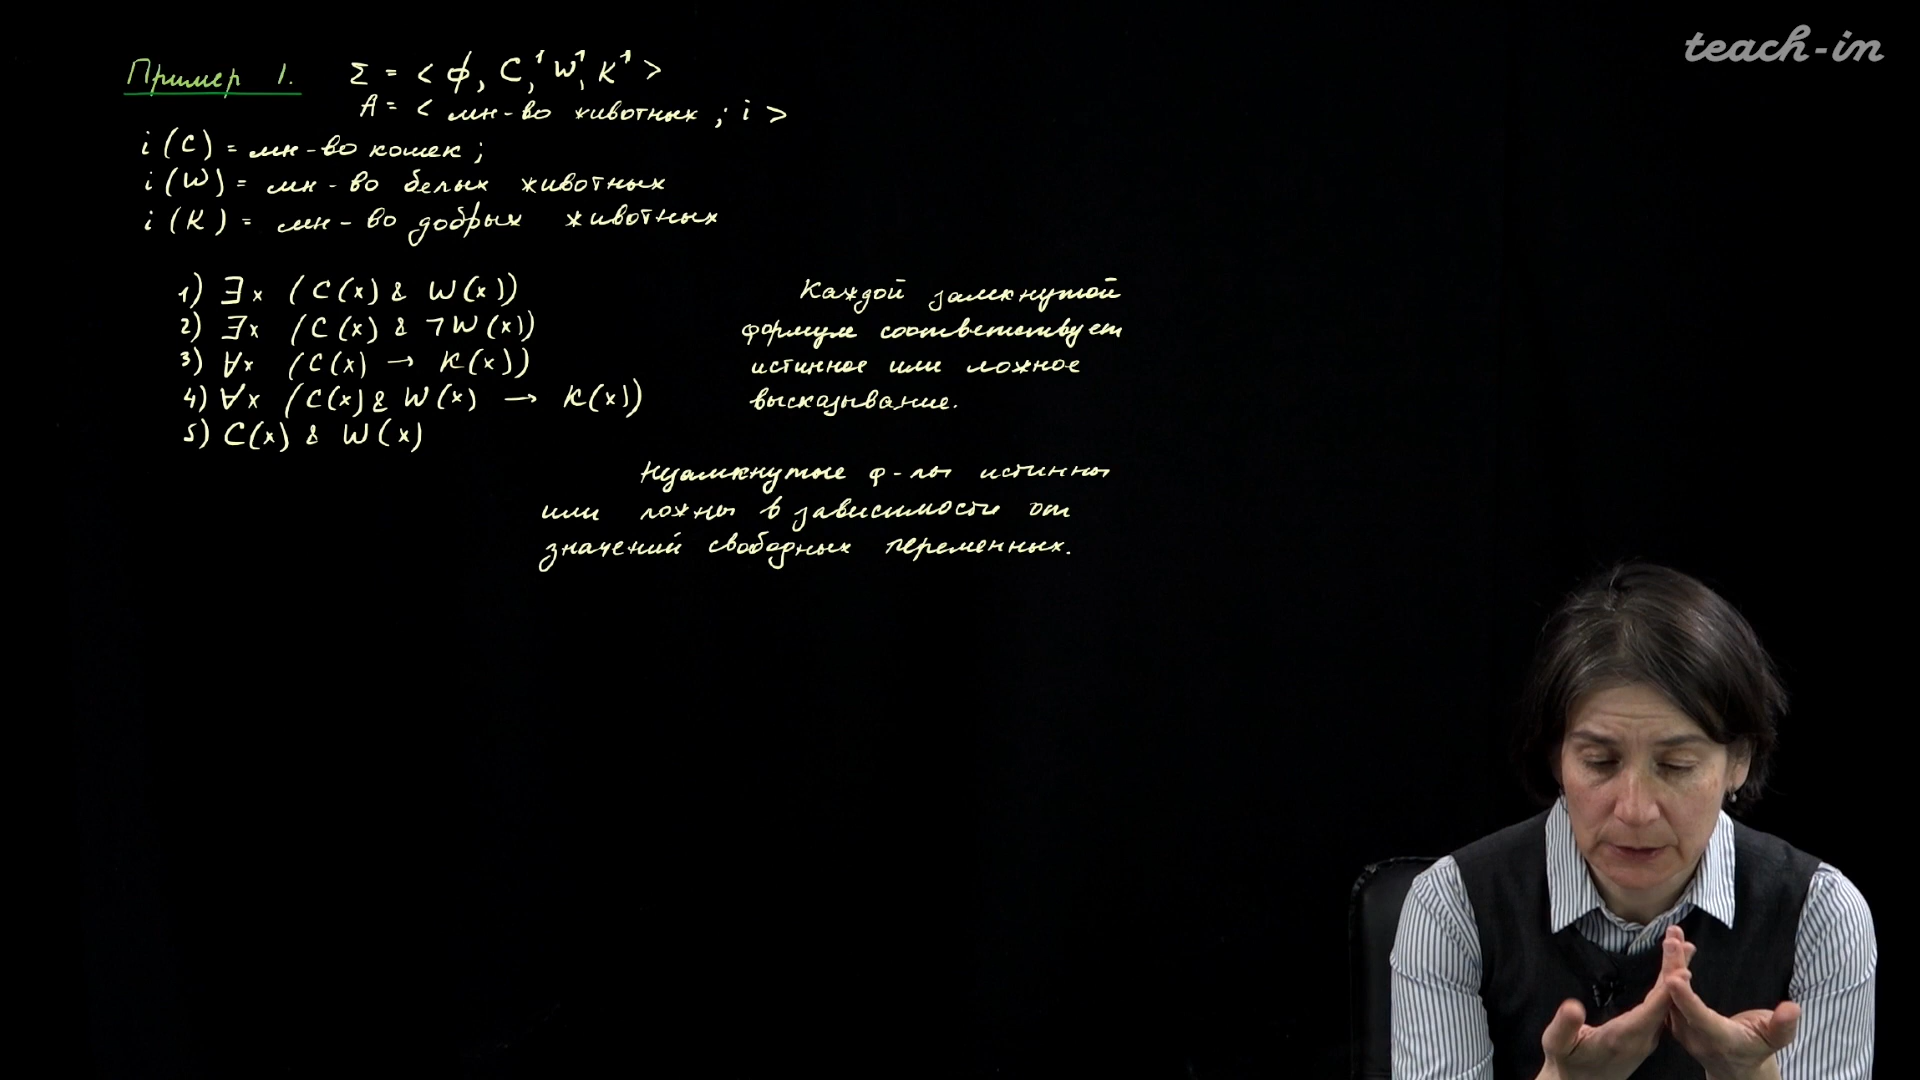 teach-in
Пример 1. Σ = < ϕ, C¹, W¹, K¹ >
A = < мн-во животных ; i >
i (C) = мн-во кошек ;
i (W) = мн-во белых животных
i (K) = мн-во добрых животных
1) ∃x (C(x) & W(x))
2) ∃x (C(x) & ¬W(x))
3) ∀x (C(x) → K(x))
4) ∀x (C(x) & W(x) → K(x))
5) C(x) & W(x)
Каждой замкнутой
формуле соответствует
истинное или ложное
высказывание.
Незамкнутые ф-лы истинны
или ложны в зависимости от
значений свободных переменных.